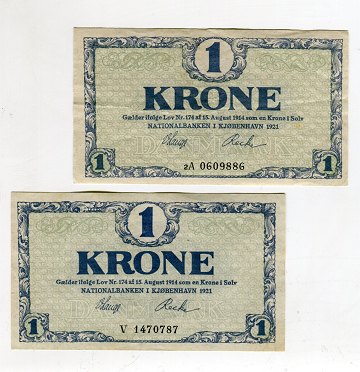 1
KRONE
Gælder ifølge Lov Nr. 174 af 15. August 1914 som en Krone i Sølv
NATIONALBANKEN I KJØBENHAVN 1921
1 2A 0609886 1
1
KRONE
Gælder ifølge Lov Nr. 174 af 15. August 1914 som en Krone i Sølv
NATIONALBANKEN I KJØBENHAVN 1921
1 V 1470787 1